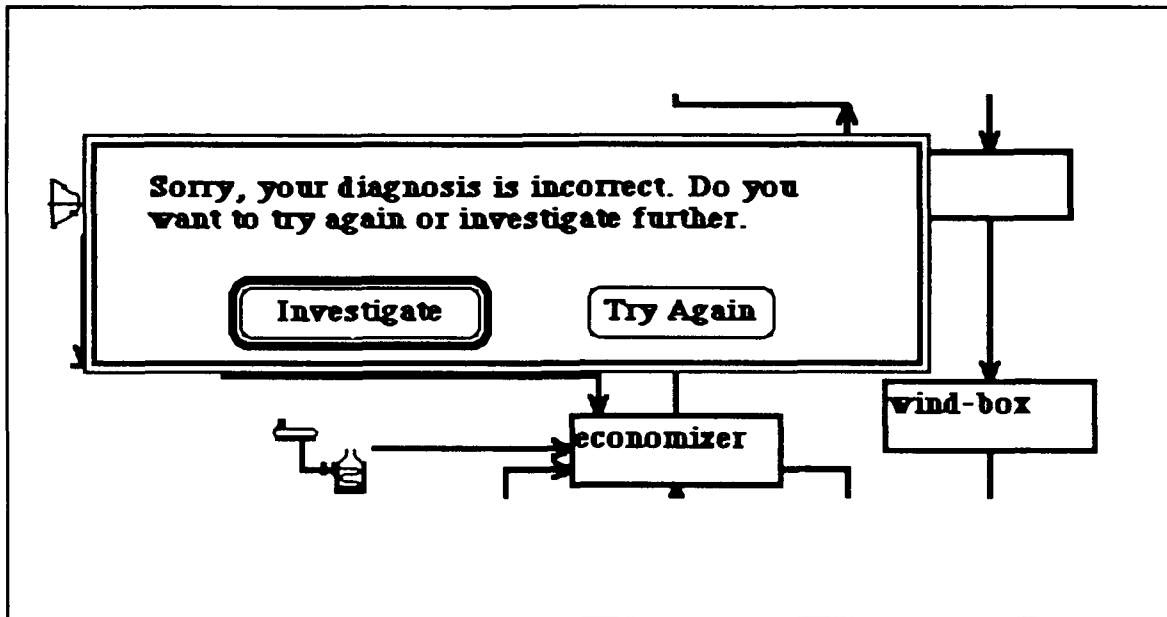 Sorry, your diagnosis is incorrect. Do you
want to try again or investigate further.
Investigate
Try Again
wind-box
economizer